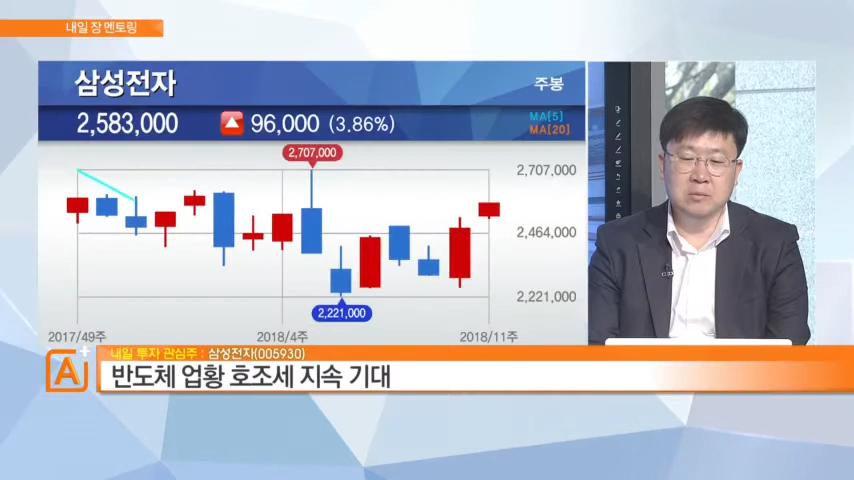 내일 장 멘토링
삼성전자
주봉
2,583,000 96,000 (3.86%)
MA[5]
MA[20]
2,707,000
2,707,000
2,464,000
2,221,000
2,221,000
2017/49주 2018/4주 2018/11주
A+
내일 투자 관심주 : 삼성전자(005930)
반도체 업황 호조세 지속 기대